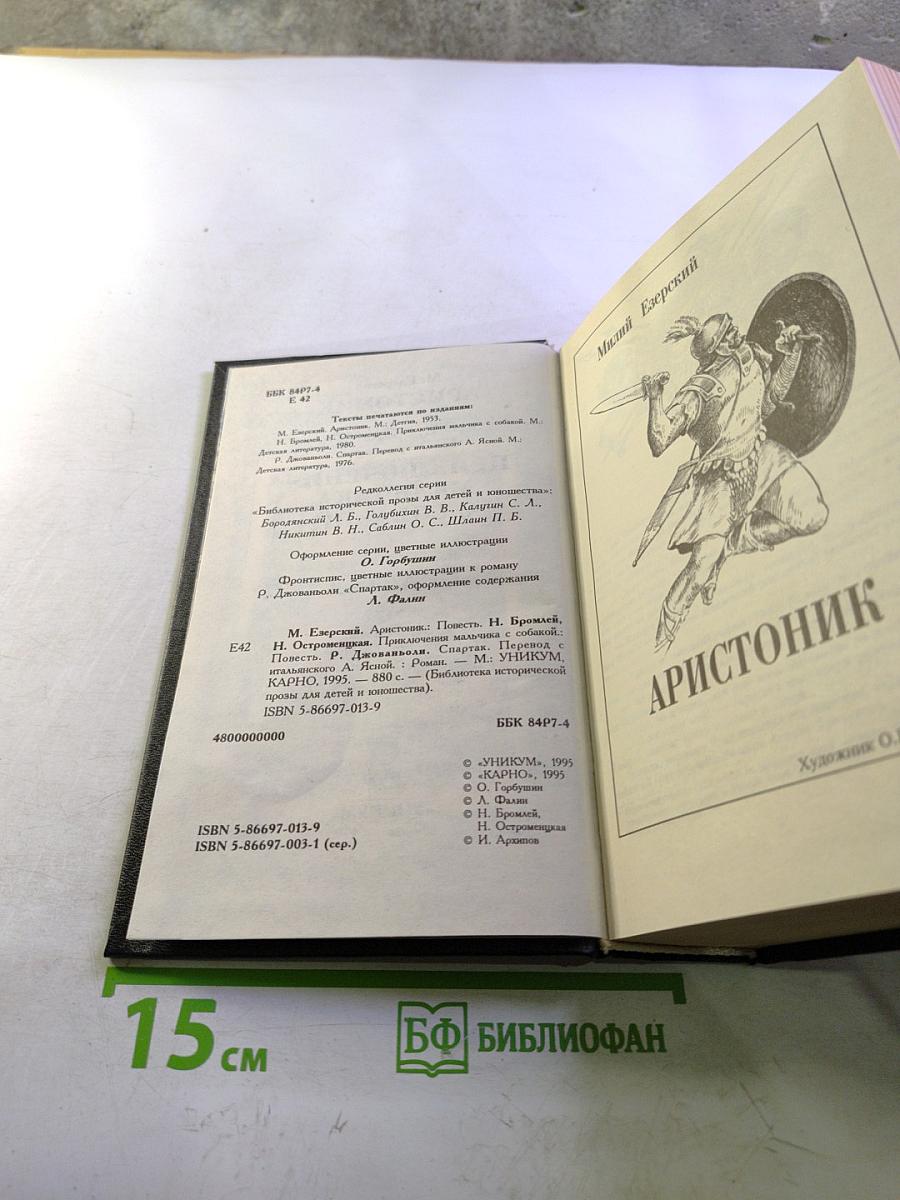 ББК 84Р7-4
Е 42
Тексты печатаются по изданиям:
М. Езерский. Аристоник. М.: Детгиз, 1953.
Н. Бромлей, Н. Остроменцкая. Приключения мальчика с собакой. М.:
Детская литература, 1980.
Р. Джованьоли. Спартак. Перевод с итальянского А. Ясной. М.:
Детская литература, 1976.
Редколлегия серии
«Библиотека исторической прозы для детей и юношества»:
Бородянский Л. Б., Голубихин В. В., Калугин С. Л.,
Никитин В. Н., Саблин О. С., Шлаин П. Б.
Оформление серии, цветные иллюстрации
О. Горбушин
Фронтиспис, цветные иллюстрации к роману
Р. Джованьоли «Спартак», оформление содержания
Л. Фалин
М. Езерский. Аристоник.: Повесть. Н. Бромлей,
Е42 Н. Остроменцкая. Приключения мальчика с собакой.:
Повесть. Р. Джованьоли. Спартак. Перевод с
итальянского А. Ясной. : Роман. — М.: УНИКУМ,
КАРНО, 1995. — 880 с. — (Библиотека исторической
прозы для детей и юношества).
ISBN 5-86697-013-9
ББК 84Р7-4
4800000000
© «УНИКУМ», 1995
© «КАРНО», 1995
© О. Горбушин
© Л. Фалин
© Н. Бромлей,
Н. Остроменцкая
© И. Архипов
ISBN 5-86697-013-9
ISBN 5-86697-003-1 (сер.)
Милий Езерский
АРИСТОНИК
Художник О.
15 см
БФ БИБЛИОФАН